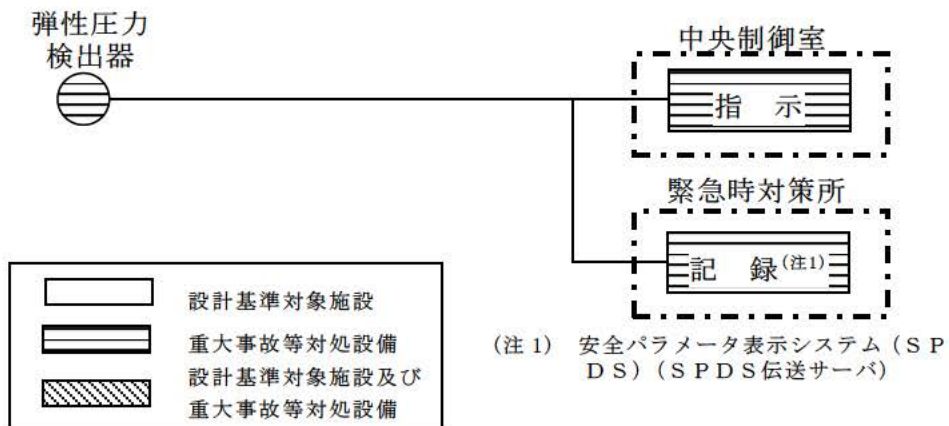 弾性圧力
検出器
中央制御室
指 示
緊急時対策所
記 録(注1)
設計基準対象施設
重大事故等対処設備
設計基準対象施設及び
重大事故等対処設備
(注1) 安全パラメータ表示システム(SP
DS)(SPDS伝送サーバ)